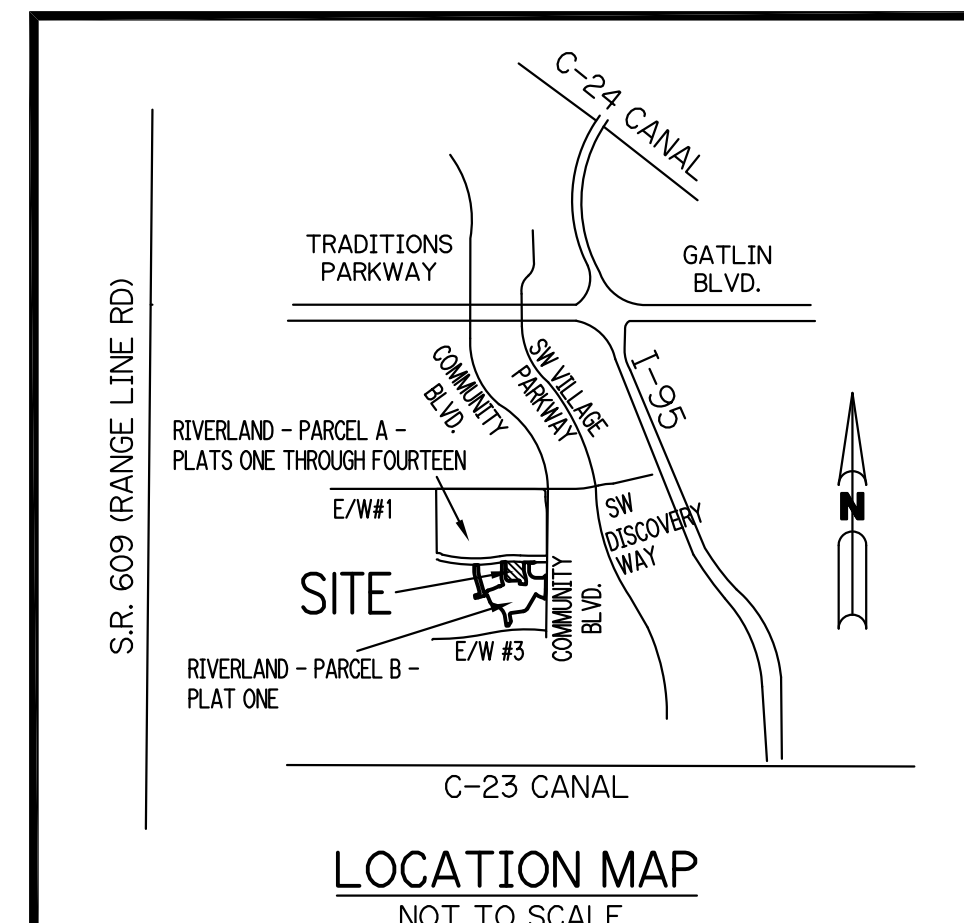 C-24 CANAL
TRADITIONS
PARKWAY
GATLIN
BLVD.
S.R. 609 (RANGE LINE RD)
COMMUNITY
BLVD.
SW VILLAGE
PARKWAY
I-95
RIVERLAND - PARCEL A -
PLATS ONE THROUGH FOURTEEN
E/W#1
SW
DISCOVERY
WAY
N
SITE
COMMUNITY
BLVD.
E/W #3
RIVERLAND - PARCEL B -
PLAT ONE
C-23 CANAL
LOCATION MAP
NOT TO SCALE